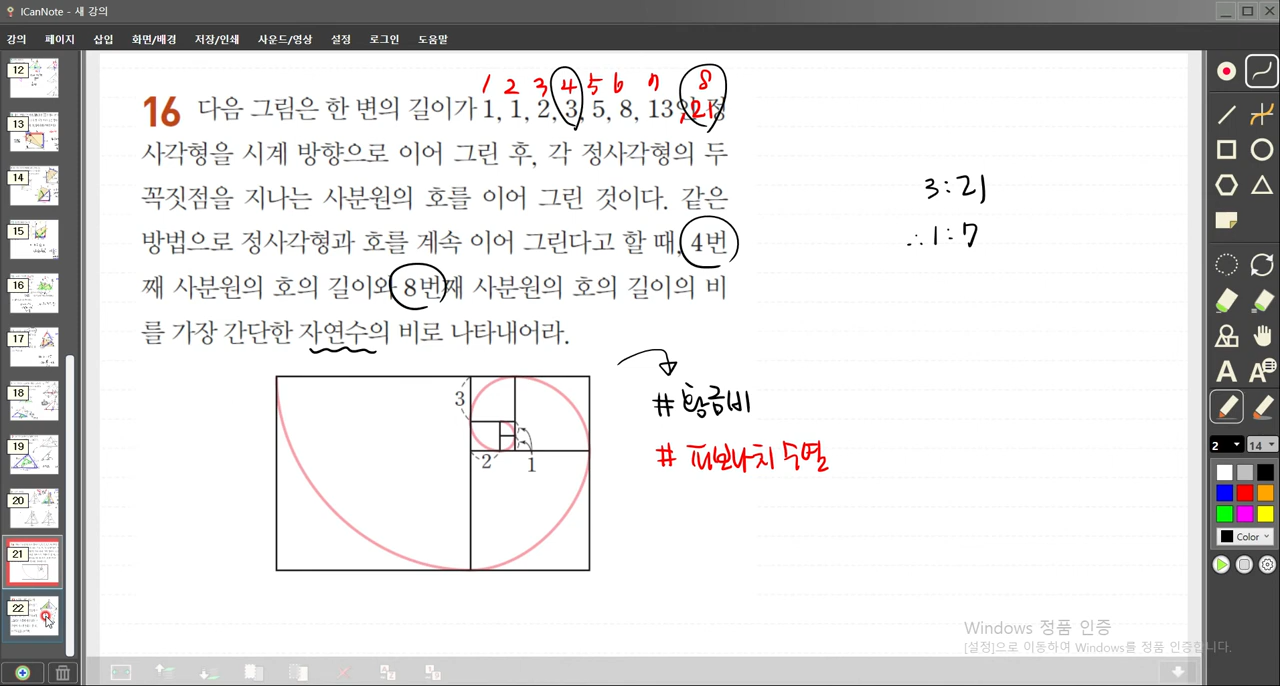 ICanNote - 새 강의
강의 페이지 삽입 화면/배경 저장/인쇄 사운드/영상 설정 로그인 도움말
12
13
14
15
16
17
18
19
20
21
22
1 2 3 4 5 6 7 8
16 다음 그림은 한 변의 길이가 1, 1, 2, 3, 5, 8, 13인 정
,21
사각형을 시계 방향으로 이어 그린 후, 각 정사각형의 두
꼭짓점을 지나는 사분원의 호를 이어 그린 것이다. 같은
방법으로 정사각형과 호를 계속 이어 그린다고 할 때, 4번
째 사분원의 호의 길이와 8번째 사분원의 호의 길이의 비
를 가장 간단한 자연수의 비로 나타내어라.
3 : 21
∴ 1 : 7
3
2
1
# 황금비
# 피보나치 수열
2
14
Color
Windows 정품 인증
[설정]으로 이동하여 Windows를 정품 인증합니다.